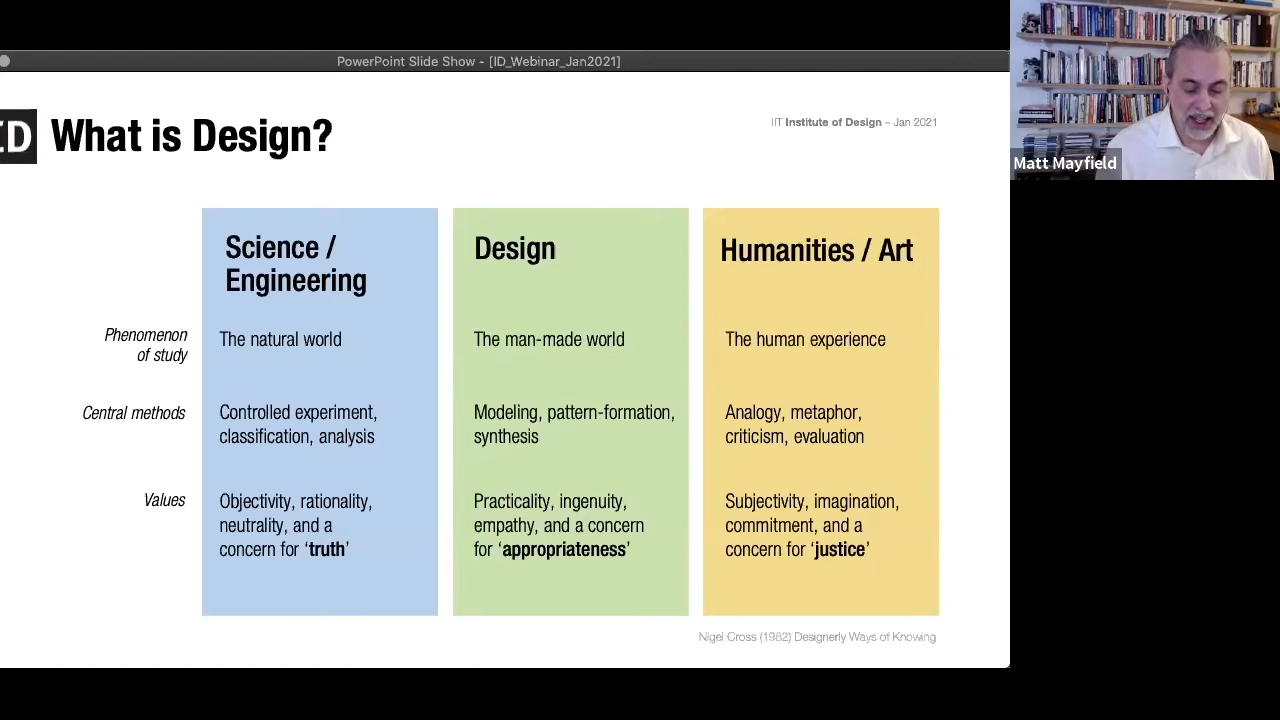 PowerPoint Slide Show - [ID_Webinar_Jan2021]
Matt Mayfield
ID
What is Design?
IIT Institute of Design – Jan 2021
Science /
Engineering
Design
Humanities / Art
Phenomenon
of study
The natural world
The man-made world
The human experience
Central methods
Controlled experiment,
classification, analysis
Modeling, pattern-formation,
synthesis
Analogy, metaphor,
criticism, evaluation
Values
Objectivity, rationality,
neutrality, and a
concern for ‘truth’
Practicality, ingenuity,
empathy, and a concern
for ‘appropriateness’
Subjectivity, imagination,
commitment, and a
concern for ‘justice’
Nigel Cross (1982) Designerly Ways of Knowing